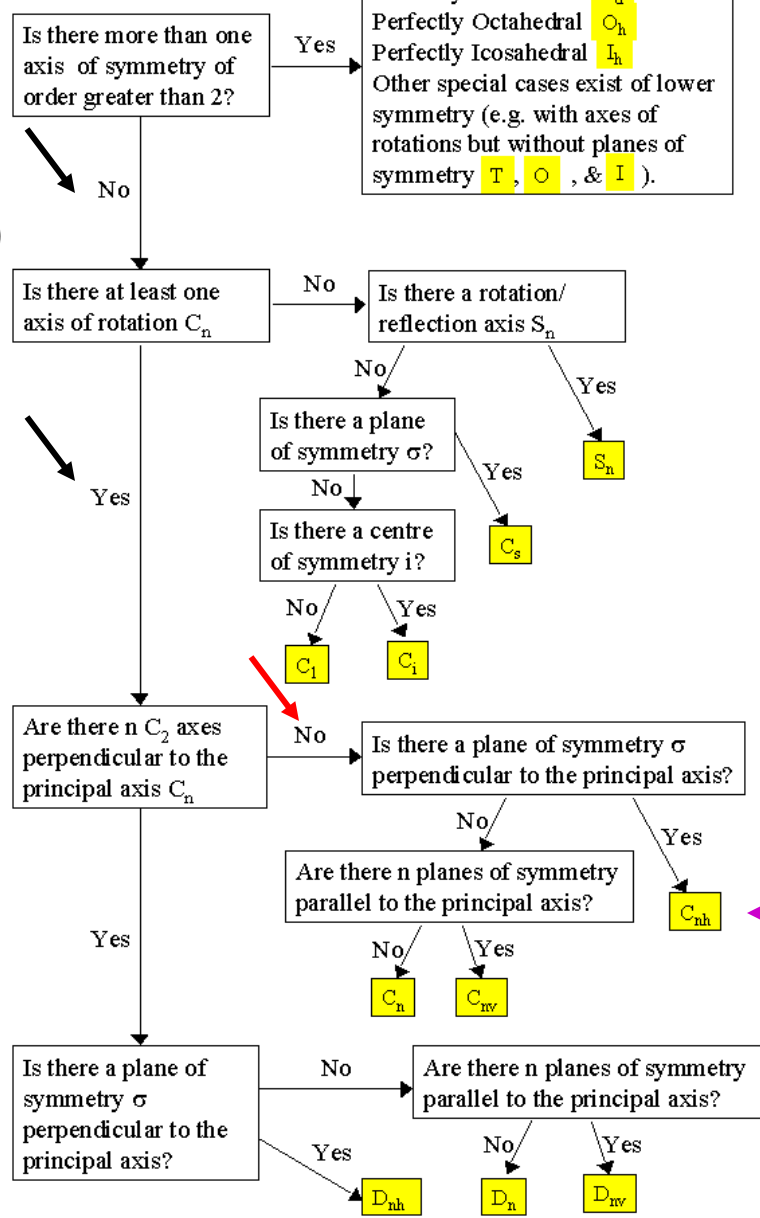 Is there more than one
axis of symmetry of
order greater than 2?
Yes
Perfectly Octahedral Oh
Perfectly Icosahedral Ih
Other special cases exist of lower
symmetry (e.g. with axes of
rotations but without planes of
symmetry T, O , & I ).
No
Is there at least one
axis of rotation Cn
No
Is there a rotation/
reflection axis Sn
No
Yes
Is there a plane
of symmetry σ?
Sn
No
Yes
Is there a centre
of symmetry i?
Cs
Yes
No
Yes
C1
Ci
Are there n C2 axes
perpendicular to the
principal axis Cn
No
Is there a plane of symmetry σ
perpendicular to the principal axis?
No
Yes
Are there n planes of symmetry
parallel to the principal axis?
Cnh
Yes
No
Yes
Cn
Cnv
Is there a plane of
symmetry σ
perpendicular to the
principal axis?
No
Are there n planes of symmetry
parallel to the principal axis?
Yes
No
Yes
Dnh
Dn
Dnv